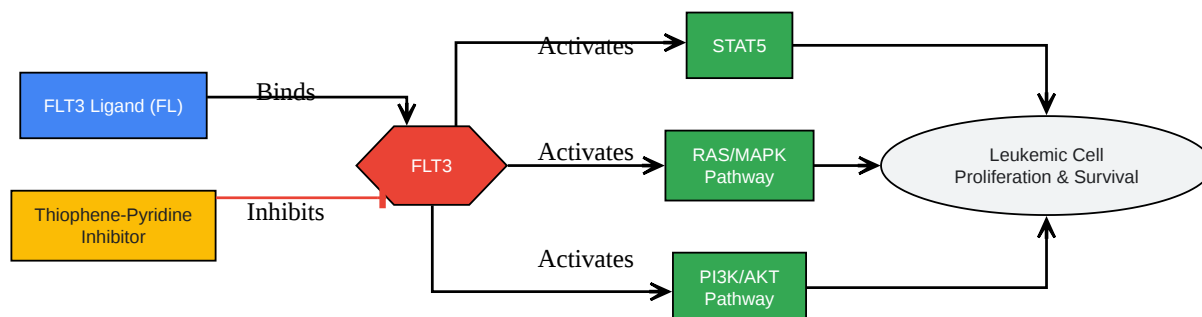 Activates
STAT5
FLT3 Ligand (FL)
Binds
FLT3
Activates
RAS/MAPK
Pathway
Leukemic Cell
Proliferation & Survival
Thiophene-Pyridine
Inhibitor
Inhibits
Activates
PI3K/AKT
Pathway